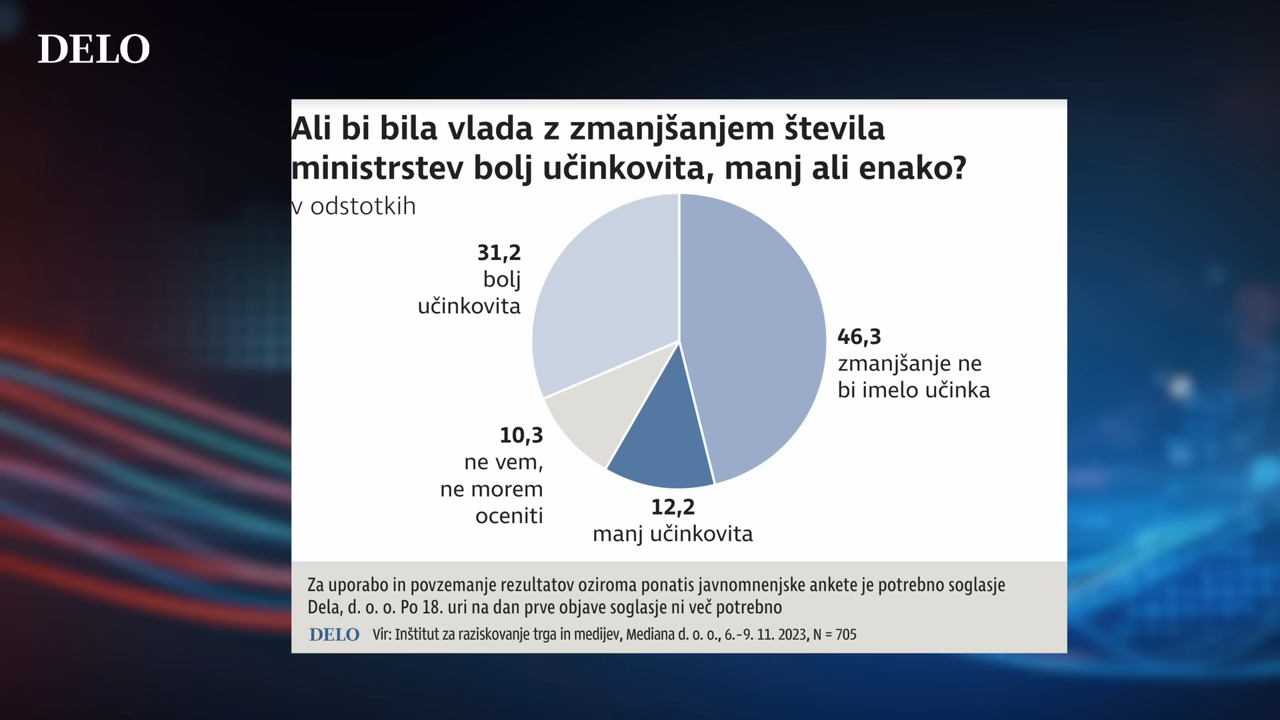 DELO
Ali bi bila vlada z zmanjšanjem števila
ministrstev bolj učinkovita, manj ali enako?
v odstotkih
31,2
bolj
učinkovita
46,3
zmanjšanje ne
bi imelo učinka
10,3
ne vem,
ne morem
oceniti
12,2
manj učinkovita
Za uporabo in povzemanje rezultatov oziroma ponatis javnomnenjske ankete je potrebno soglasje
Dela, d. o. o. Po 18. uri na dan prve objave soglasje ni več potrebno
DELO Vir: Inštitut za raziskovanje trga in medijev, Mediana d. o. o., 6.–9. 11. 2023, N = 705